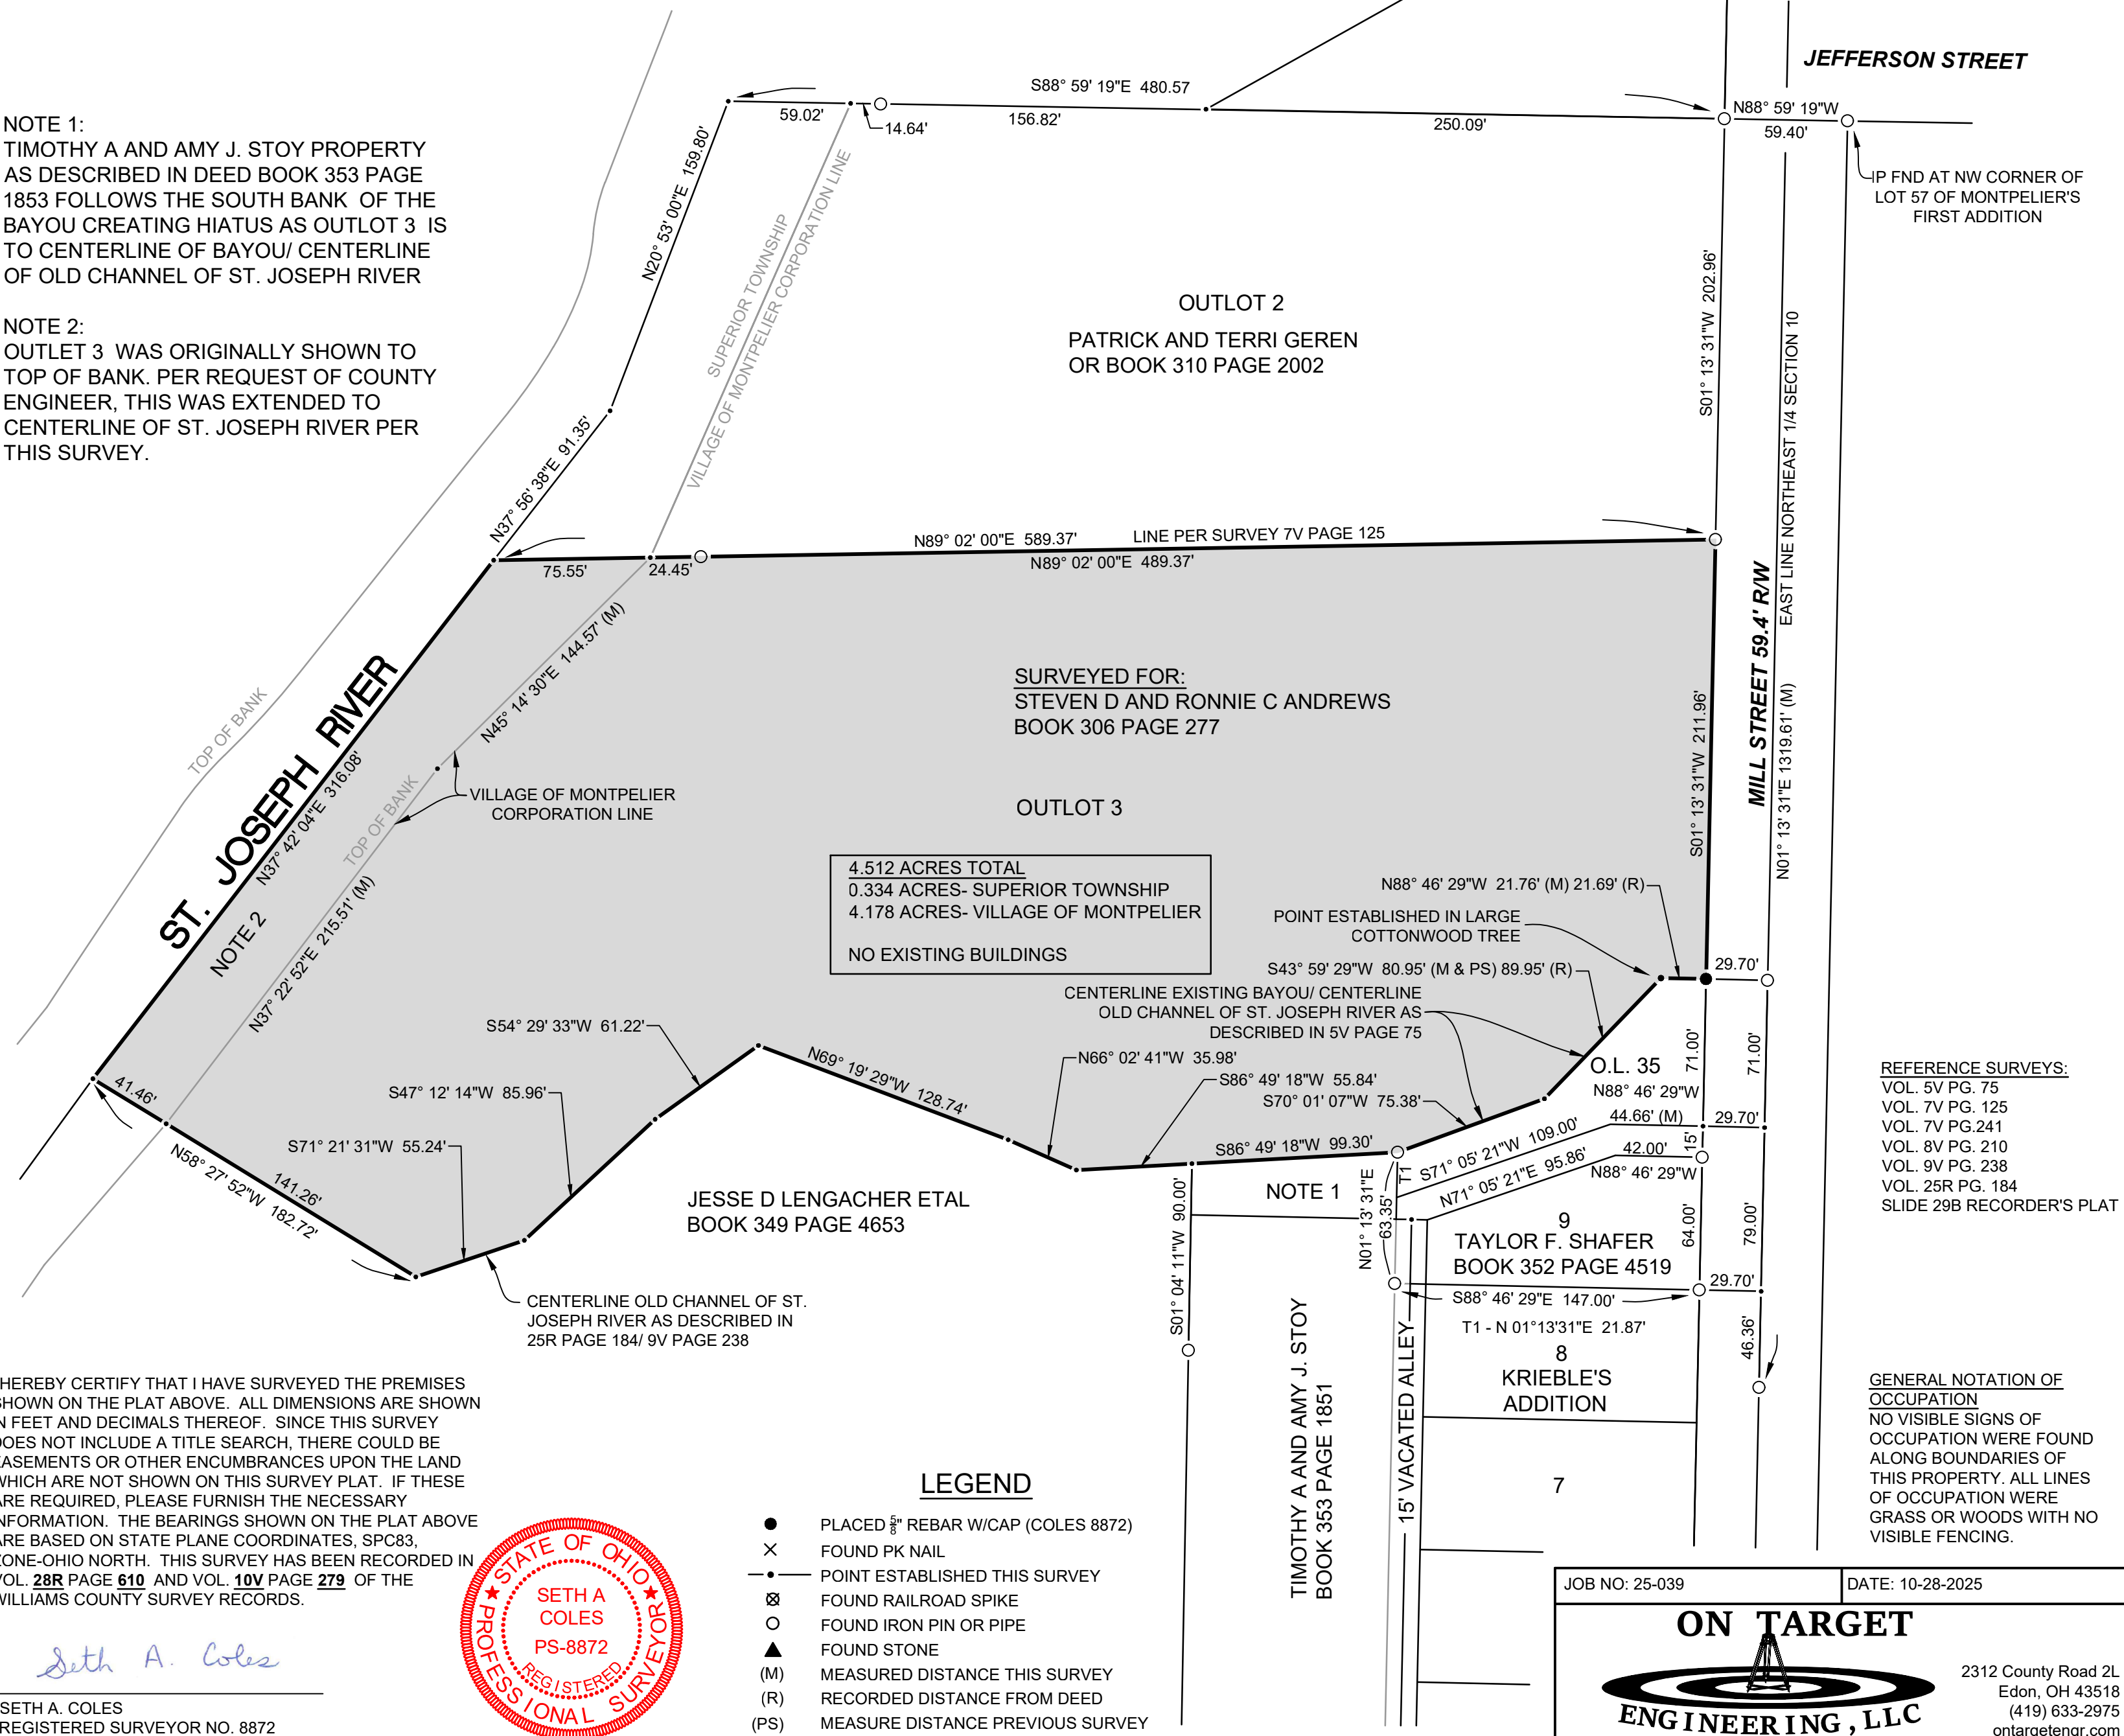 JEFFERSON STREET
S88° 59' 19"E  480.57
59.02'
14.64'
156.82'
250.09'
N88° 59' 19"W
59.40'
IP FND AT NW CORNER OF
LOT 57 OF MONTPELIER'S
FIRST ADDITION
NOTE 1:
TIMOTHY A AND AMY J. STOY PROPERTY
AS DESCRIBED IN DEED BOOK 353 PAGE
1853 FOLLOWS THE SOUTH BANK  OF THE
BAYOU CREATING HIATUS AS OUTLOT 3  IS
TO CENTERLINE OF BAYOU/ CENTERLINE
OF OLD CHANNEL OF ST. JOSEPH RIVER
NOTE 2:
OUTLET 3  WAS ORIGINALLY SHOWN TO
TOP OF BANK. PER REQUEST OF COUNTY
ENGINEER, THIS WAS EXTENDED TO
CENTERLINE OF ST. JOSEPH RIVER PER
THIS SURVEY.
N20° 53' 00"E  159.80'
SUPERIOR TOWNSHIP
VILLAGE OF MONTPELIER CORPORATION LINE
N37° 56' 38"E  91.35'
OUTLOT 2
PATRICK AND TERRI GEREN
OR BOOK 310 PAGE 2002
S01° 13' 31"W  202.96'
EAST LINE NORTHEAST 1/4 SECTION 10
N01° 13' 31"E 1319.61' (M)
MILL STREET 59.4' R/W
N89° 02' 00"E  589.37'
LINE PER SURVEY 7V PAGE 125
75.55'
24.45'
N89° 02' 00"E  489.37'
N45° 14' 30"E  144.57' (M)
SURVEYED FOR:
STEVEN D AND RONNIE C ANDREWS
BOOK 306 PAGE 277
S01° 13' 31"W  211.96'
TOP OF BANK
ST. JOSEPH RIVER
N37° 42' 04"E  316.08'
TOP OF BANK
VILLAGE OF MONTPELIER
CORPORATION LINE
NOTE 2
N37° 22' 52"E  215.51' (M)
OUTLOT 3
4.512 ACRES TOTAL
0.334 ACRES- SUPERIOR TOWNSHIP
4.178 ACRES- VILLAGE OF MONTPELIER
NO EXISTING BUILDINGS
N88° 46' 29"W  21.76' (M) 21.69' (R)
POINT ESTABLISHED IN LARGE
COTTONWOOD TREE
S43° 59' 29"W  80.95' (M & PS) 89.95' (R)
CENTERLINE EXISTING BAYOU/ CENTERLINE
OLD CHANNEL OF ST. JOSEPH RIVER AS
DESCRIBED IN 5V PAGE 75
29.70'
S54° 29' 33"W  61.22'
S47° 12' 14"W  85.96'
S71° 21' 31"W  55.24'
N69° 19' 29"W  128.74'
N66° 02' 41"W  35.98'
S86° 49' 18"W  55.84'
S70° 01' 07"W  75.38'
S86° 49' 18"W  99.30'
41.46'
N58° 27' 52"W  182.72'
141.26'
O.L. 35
71.00'
71.00'
N88° 46' 29"W
44.66' (M)
29.70'
15'
42.00'
N88° 46' 29"W
S71° 05' 21"W  109.00'
N71° 05' 21"E  95.86'
T1
N01° 13' 31"E
63.35'
NOTE 1
S01° 04' 11"W  90.00'
JESSE D LENGACHER ETAL
BOOK 349 PAGE 4653
CENTERLINE OLD CHANNEL OF ST.
JOSEPH RIVER AS DESCRIBED IN
25R PAGE 184/ 9V PAGE 238
9
TAYLOR F. SHAFER
BOOK 352 PAGE 4519
64.00'
79.00'
29.70'
S88° 46' 29"E  147.00'
T1 - N 01°13'31"E  21.87'
46.36'
8
KRIEBLE'S
ADDITION
7
TIMOTHY A AND AMY J. STOY
BOOK 353 PAGE 1851
15' VACATED ALLEY
REFERENCE SURVEYS:
VOL. 5V PG. 75
VOL. 7V PG. 125
VOL. 7V PG.241
VOL. 8V PG. 210
VOL. 9V PG. 238
VOL. 25R PG. 184
SLIDE 29B RECORDER'S PLAT
GENERAL NOTATION OF
OCCUPATION
NO VISIBLE SIGNS OF
OCCUPATION WERE FOUND
ALONG BOUNDARIES OF
THIS PROPERTY. ALL LINES
OF OCCUPATION WERE
GRASS OR WOODS WITH NO
VISIBLE FENCING.
HEREBY CERTIFY THAT I HAVE SURVEYED THE PREMISES
SHOWN ON THE PLAT ABOVE.  ALL DIMENSIONS ARE SHOWN
IN FEET AND DECIMALS THEREOF.  SINCE THIS SURVEY
DOES NOT INCLUDE A TITLE SEARCH, THERE COULD BE
EASEMENTS OR OTHER ENCUMBRANCES UPON THE LAND
WHICH ARE NOT SHOWN ON THIS SURVEY PLAT.  IF THESE
ARE REQUIRED, PLEASE FURNISH THE NECESSARY
INFORMATION.  THE BEARINGS SHOWN ON THE PLAT ABOVE
ARE BASED ON STATE PLANE COORDINATES, SPC83,
ZONE-OHIO NORTH.  THIS SURVEY HAS BEEN RECORDED IN
VOL. 28R PAGE 610  AND VOL. 10V PAGE 279  OF THE
WILLIAMS COUNTY SURVEY RECORDS.
Seth A. Coles
SETH A. COLES
REGISTERED SURVEYOR NO. 8872
STATE OF OHIO
SETH A
COLES
PS-8872
REGISTERED
PROFESSIONAL SURVEYOR
LEGEND
PLACED 5/8" REBAR W/CAP (COLES 8872)
FOUND PK NAIL
POINT ESTABLISHED THIS SURVEY
FOUND RAILROAD SPIKE
FOUND IRON PIN OR PIPE
FOUND STONE
(M) MEASURED DISTANCE THIS SURVEY
(R) RECORDED DISTANCE FROM DEED
(PS) MEASURE DISTANCE PREVIOUS SURVEY
JOB NO: 25-039
DATE: 10-28-2025
ON TARGET
ENGINEERING, LLC
2312 County Road 2L
Edon, OH 43518
(419) 633-2975
ontargetengr.com